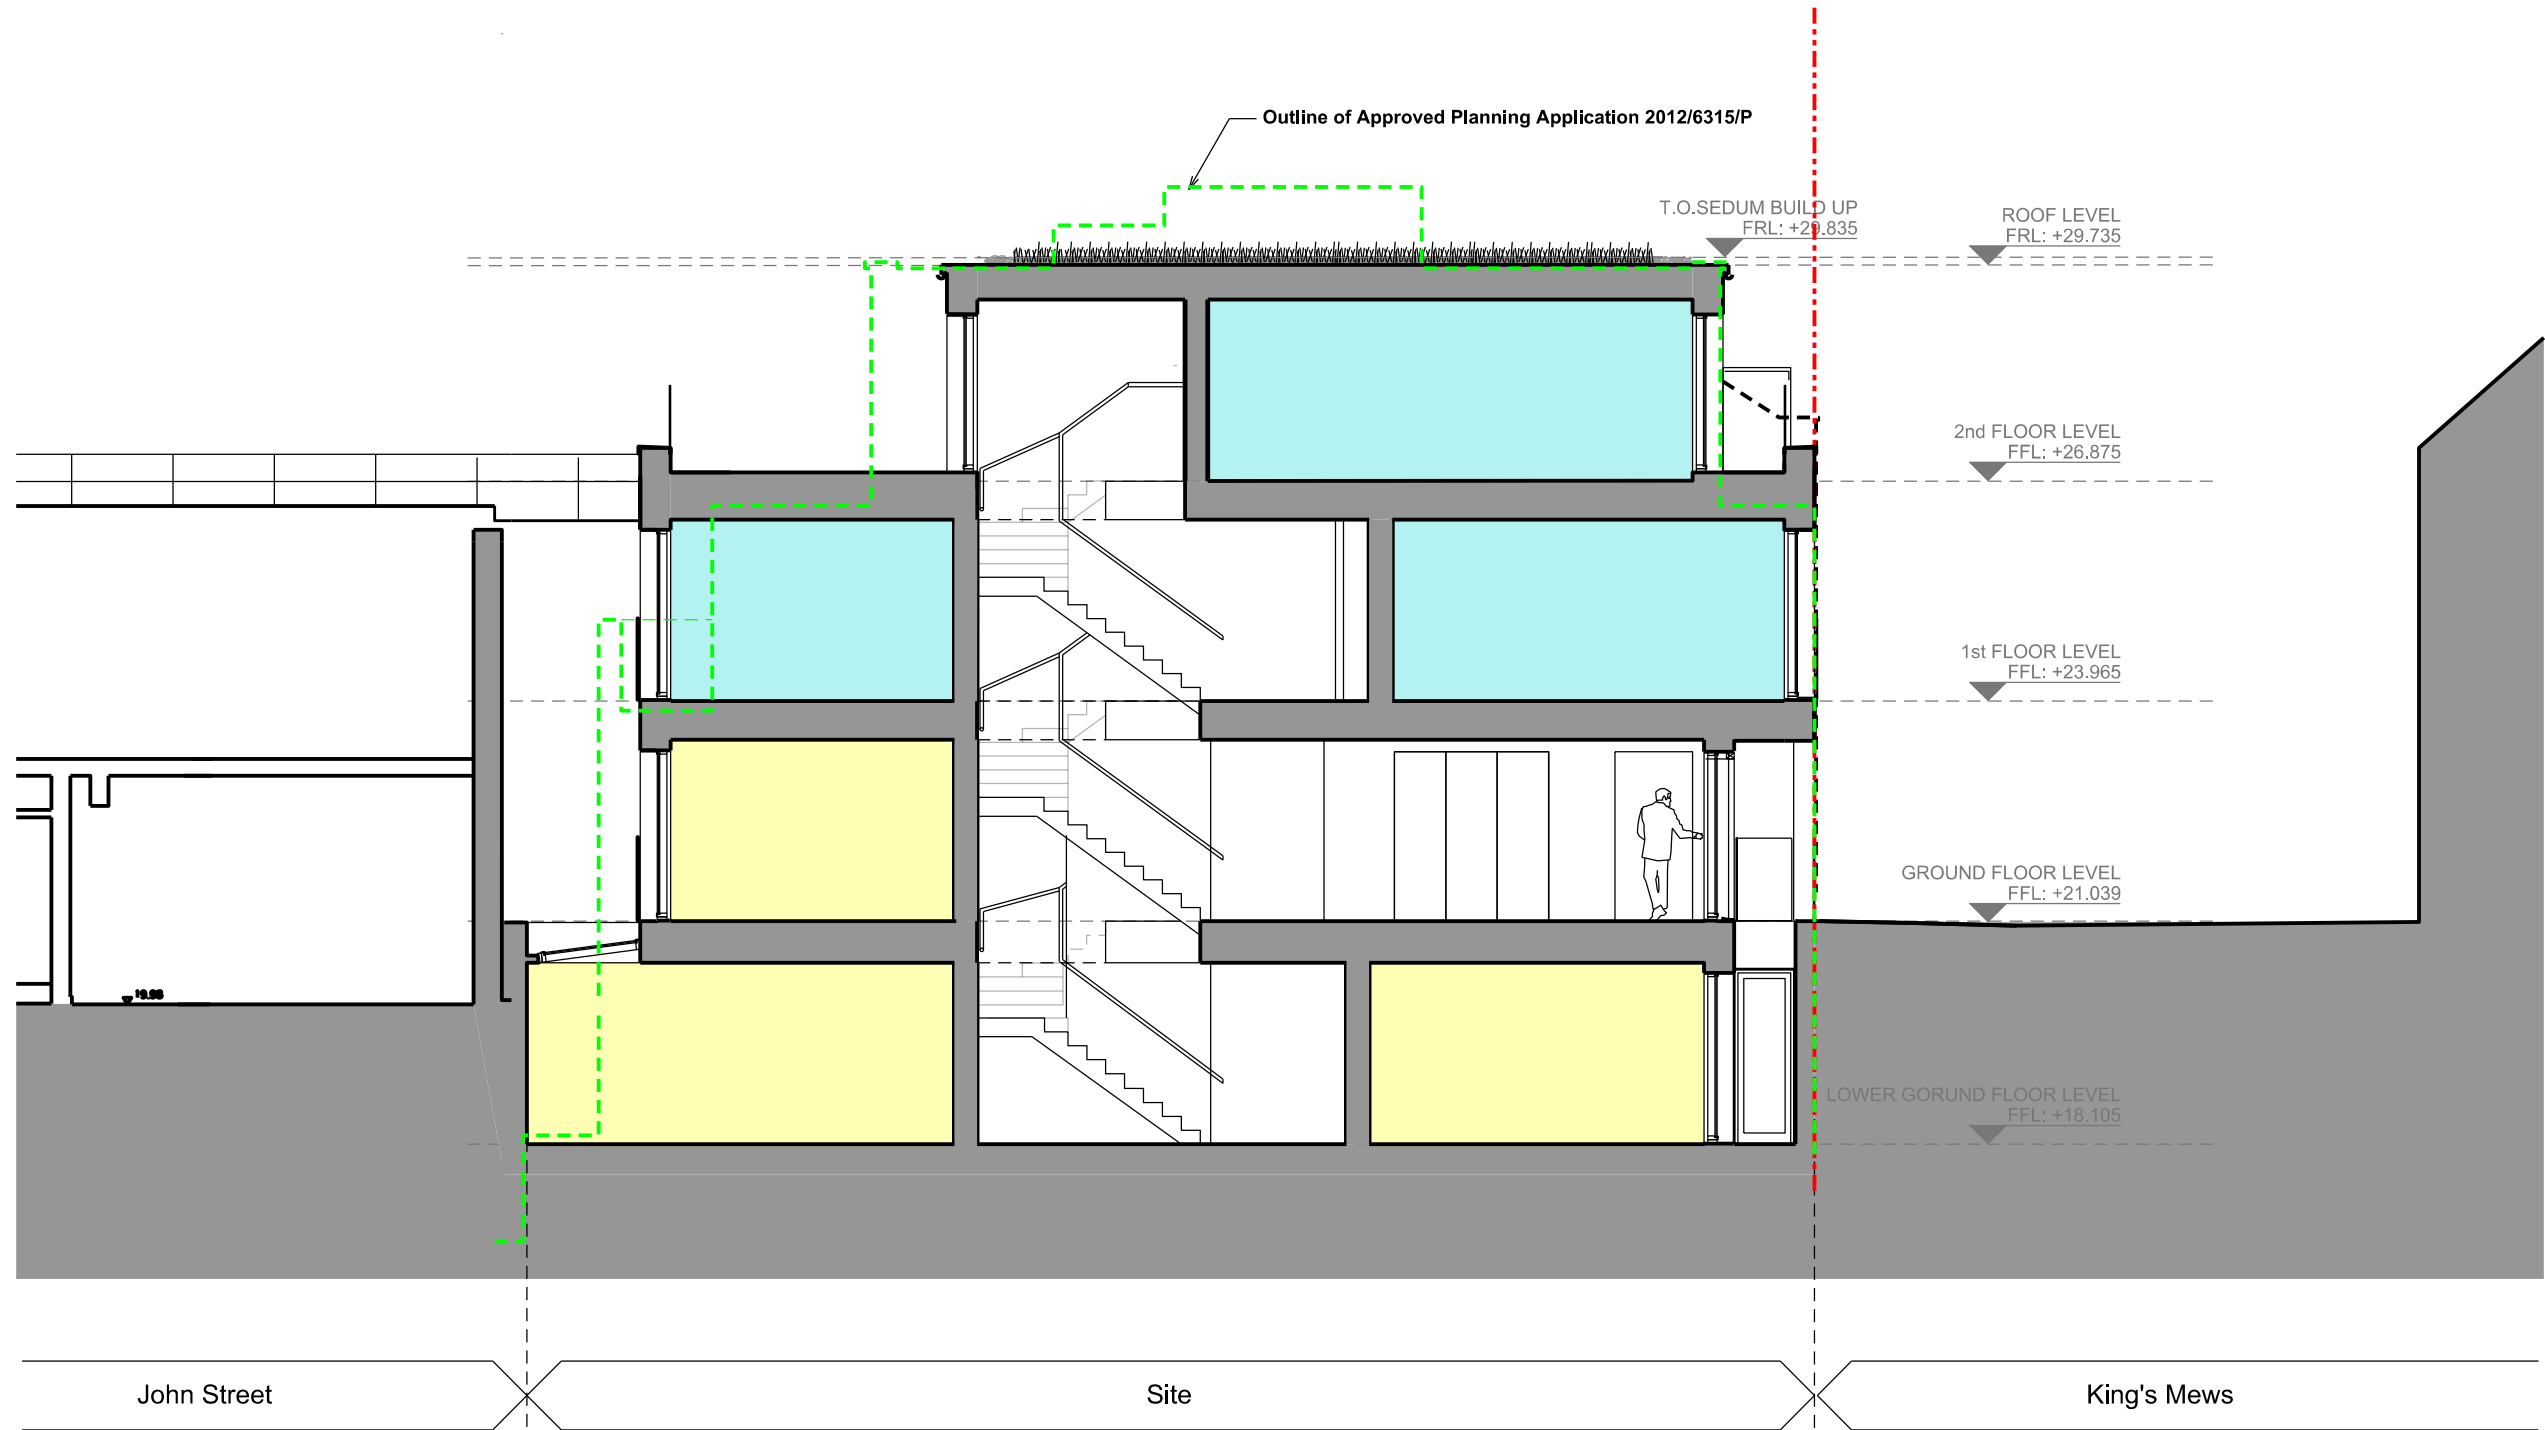 Outline of Approved Planning Application 2012/6315/P
T.O.SEDUM BUILD UP
FRL: +29.835
ROOF LEVEL
FRL: +29.735
2nd FLOOR LEVEL
FFL: +26.875
1st FLOOR LEVEL
FFL: +23.965
GROUND FLOOR LEVEL
FFL: +21.039
19.98
LOWER GORUND FLOOR LEVEL
FFL: +18.105
John Street
Site
King's Mews